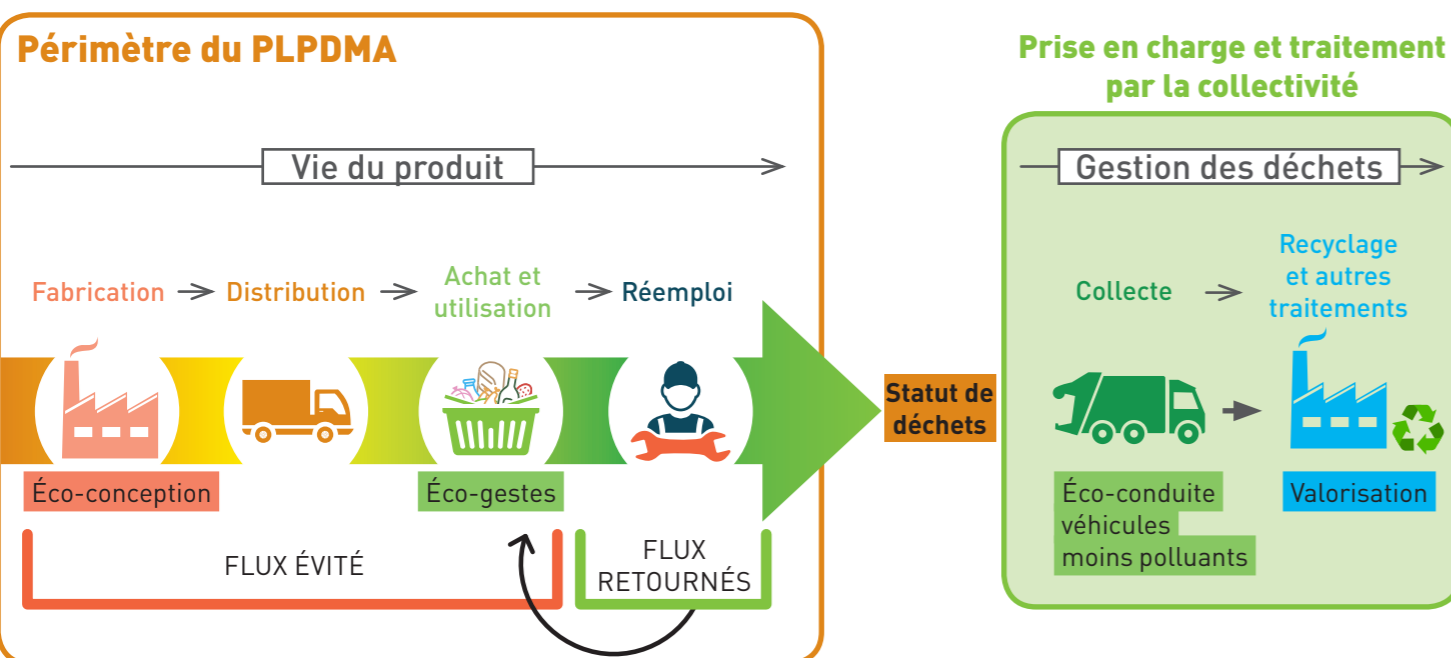 Périmètre du PLPDMA
Vie du produit
Fabrication
Distribution
Achat et
utilisation
Réemploi
Éco-conception
Éco-gestes
FLUX ÉVITÉ
FLUX
RETOURNÉS
Statut de
déchets
Prise en charge et traitement
par la collectivité
Gestion des déchets
Collecte
Recyclage
et autres
traitements
Éco-conduite
véhicules
moins polluants
Valorisation